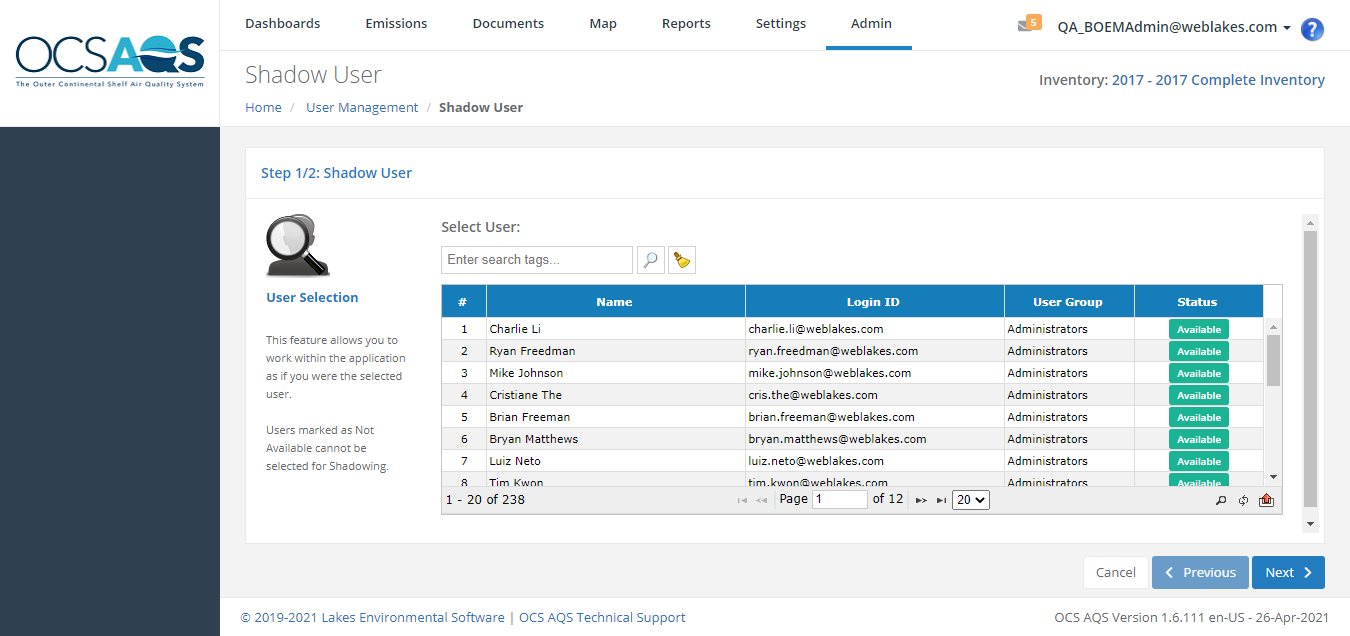 OCSAQS
The Outer Continental Shelf Air Quality System
Dashboards Emissions Documents Map Reports Settings Admin
5 QA_BOEMAdmin@weblakes.com ?
Shadow User
Inventory: 2017 - 2017 Complete Inventory
Home / User Management / Shadow User
Step 1/2: Shadow User
User Selection
This feature allows you to
work within the application
as if you were the selected
user.
Users marked as Not
Available cannot be
selected for Shadowing.
Select User:
Enter search tags...
# Name Login ID User Group Status
1 Charlie Li charlie.li@weblakes.com Administrators Available
2 Ryan Freedman ryan.freedman@weblakes.com Administrators Available
3 Mike Johnson mike.johnson@weblakes.com Administrators Available
4 Cristiane The cris.the@weblakes.com Administrators Available
5 Brian Freeman brian.freeman@weblakes.com Administrators Available
6 Bryan Matthews bryan.matthews@weblakes.com Administrators Available
7 Luiz Neto luiz.neto@weblakes.com Administrators Available
8 Tim Kwon tim.kwon@weblakes.com Administrators Available
1 - 20 of 238 Page 1 of 12 20
Cancel Previous Next
© 2019-2021 Lakes Environmental Software | OCS AQS Technical Support
OCS AQS Version 1.6.111 en-US - 26-Apr-2021